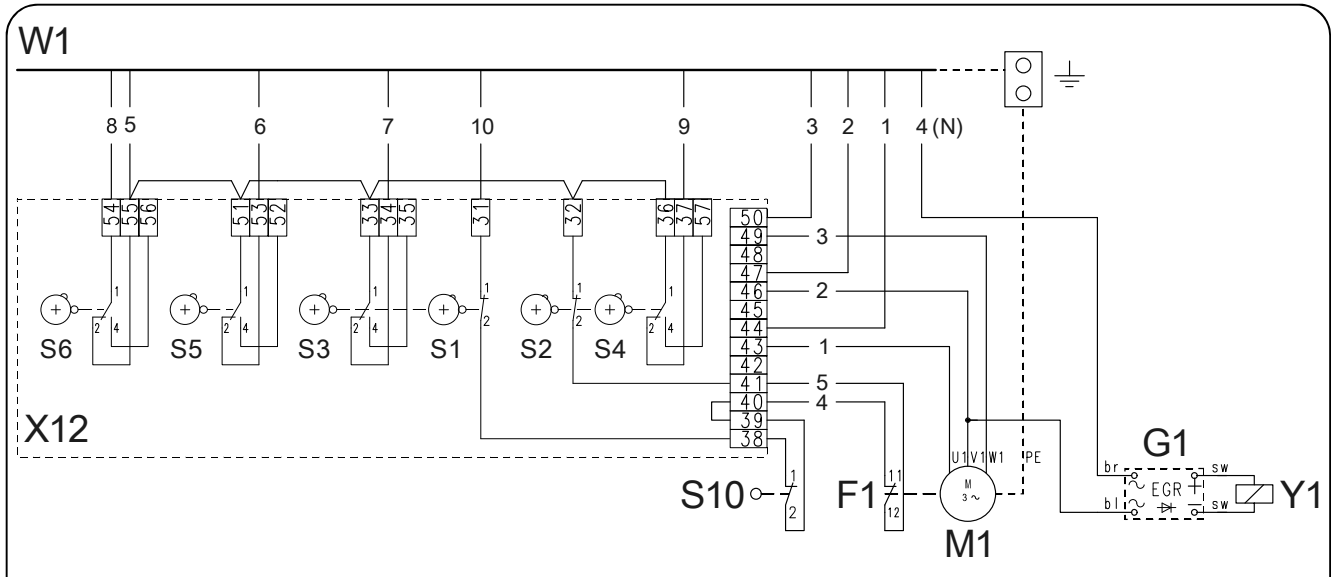 W1
8 5 6 7 10 9 3 2 1 4 (N)
54 55 56 51 53 52 33 34 35 31 32 36 37 57
50
49 3
48
47
46 2
45
44
43 1
42
41 5
40 4
39
38
1 1 1 1 1 1
2 4 2 4 2 4 2 2 2 4
S6 S5 S3 S1 S2 S4
X12
U1 V1 W1 PE
G1
br sw
EGR
bl sw
Y1
S10
1
2
F1
11
12
M
3 ~
M1